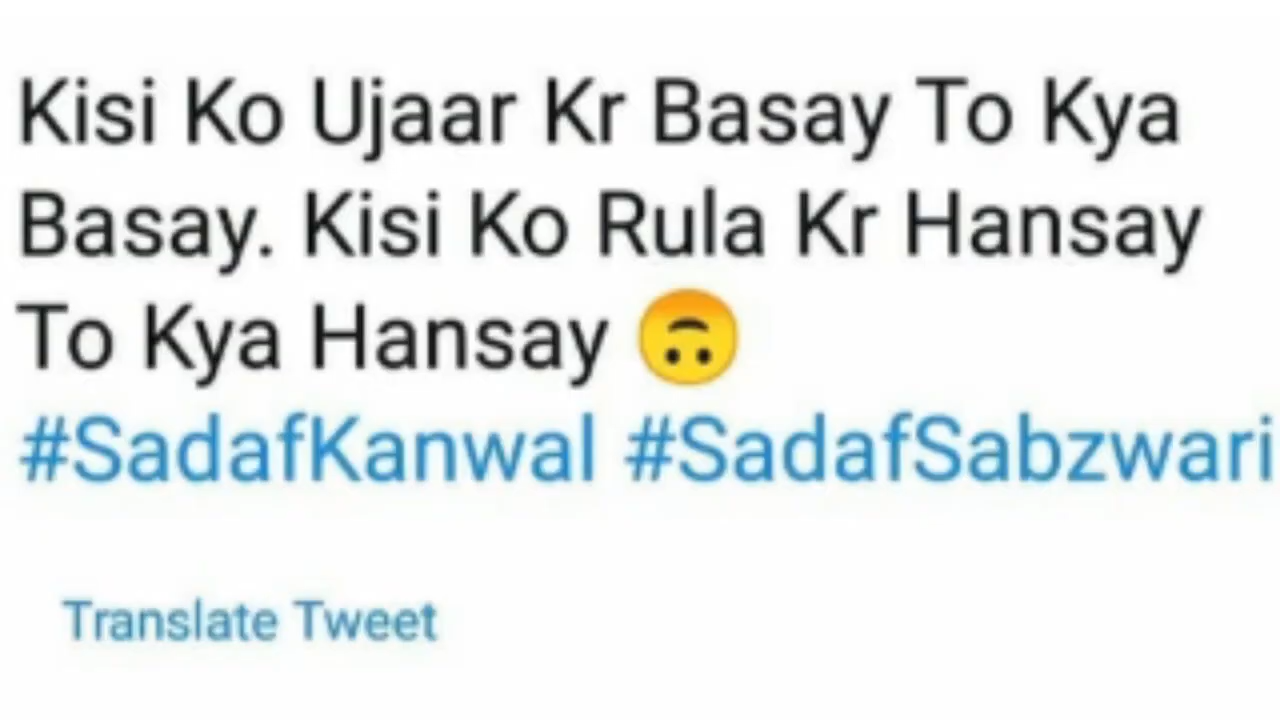 Kisi Ko Ujaar Kr Basay To Kya
Basay. Kisi Ko Rula Kr Hansay
To Kya Hansay 🙃
#SadafKanwal #SadafSabzwari
Translate Tweet